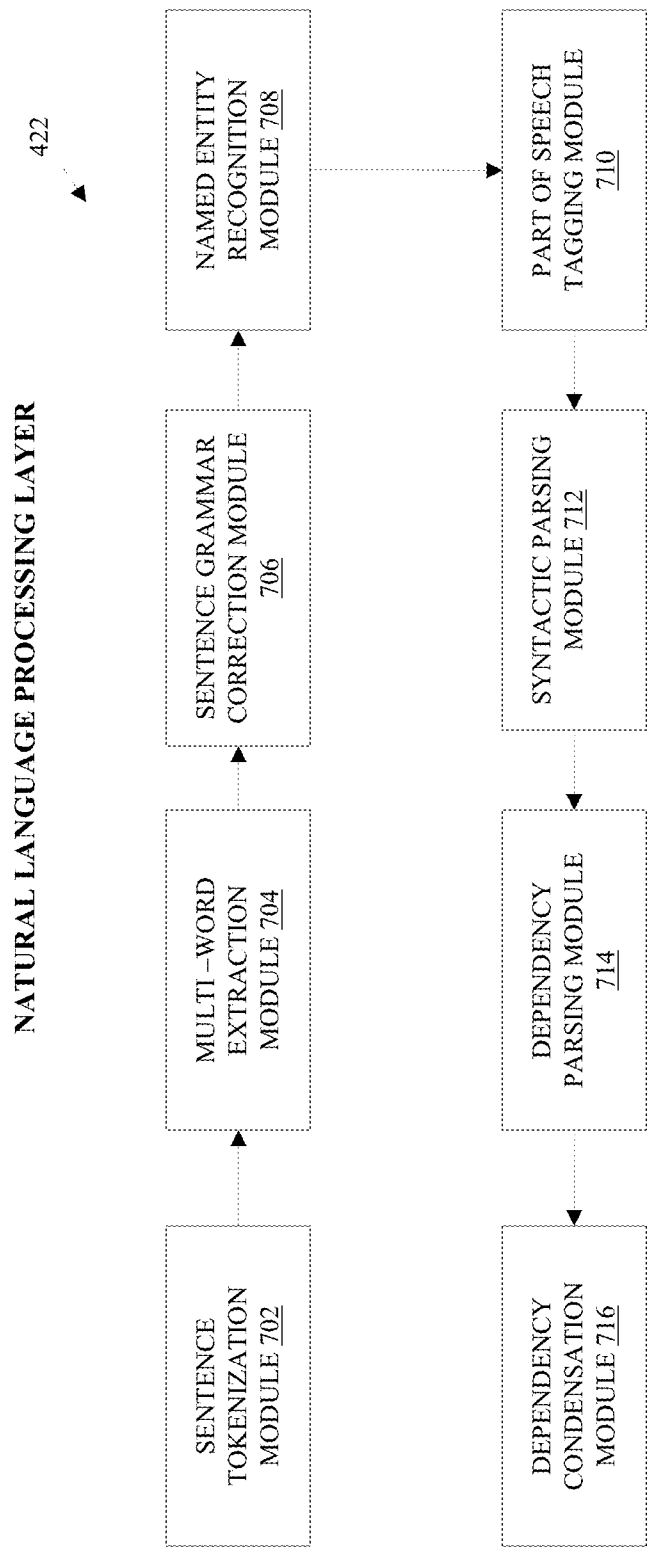 NATURAL LANGUAGE PROCESSING LAYER
422
SENTENCE
TOKENIZATION
MODULE 702
MULTI –WORD
EXTRACTION
MODULE 704
SENTENCE GRAMMAR
CORRECTION MODULE
706
NAMED ENTITY
RECOGNITION
MODULE 708
PART OF SPEECH
TAGGING MODULE
710
SYNTACTIC PARSING
MODULE 712
DEPENDENCY
PARSING MODULE
714
DEPENDENCY
CONDENSATION
MODULE 716